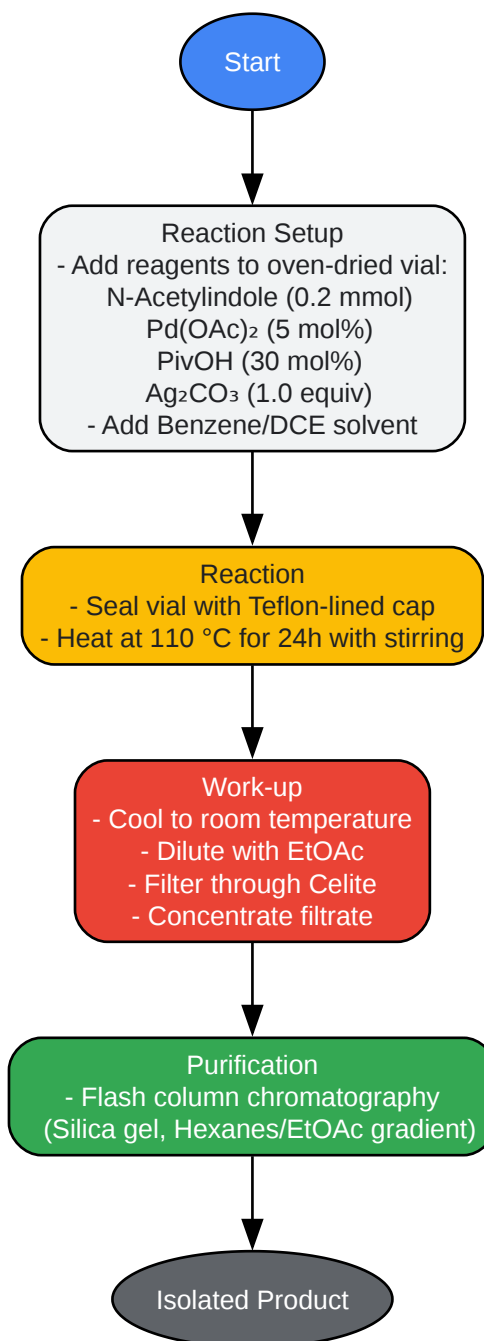 Start
Reaction Setup
- Add reagents to oven-dried vial:
N-Acetylindole (0.2 mmol)
Pd(OAc)₂ (5 mol%)
PivOH (30 mol%)
Ag₂CO₃ (1.0 equiv)
- Add Benzene/DCE solvent
Reaction
- Seal vial with Teflon-lined cap
- Heat at 110 °C for 24h with stirring
Work-up
- Cool to room temperature
- Dilute with EtOAc
- Filter through Celite
- Concentrate filtrate
Purification
- Flash column chromatography
(Silica gel, Hexanes/EtOAc gradient)
Isolated Product